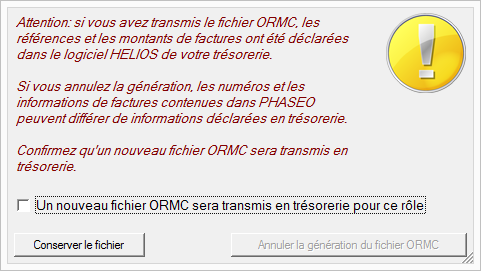 Attention: si vous avez transmis le fichier ORMC, les
références et les montants de factures ont été déclarées
dans le logiciel HELIOS de votre trésorerie.
Si vous annulez la génération, les numéros et les
informations de factures contenues dans PHASEO
peuvent différer de informations déclarées en trésorerie.
Confirmez qu'un nouveau fichier ORMC sera transmis en
trésorerie.
Un nouveau fichier ORMC sera transmis en trésorerie pour ce rôle
Conserver le fichier
Annuler la génération du fichier ORMC